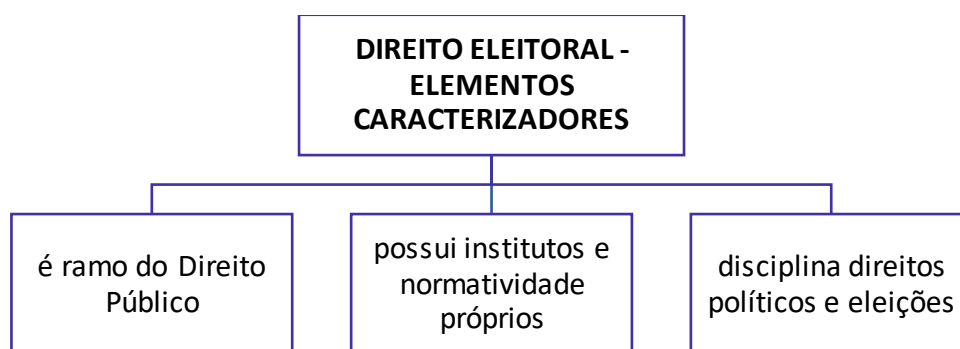 DIREITO ELEITORAL -
ELEMENTOS
CARACTERIZADORES
é ramo do Direito
Público
possui institutos e
normatividade
próprios
disciplina direitos
políticos e eleições